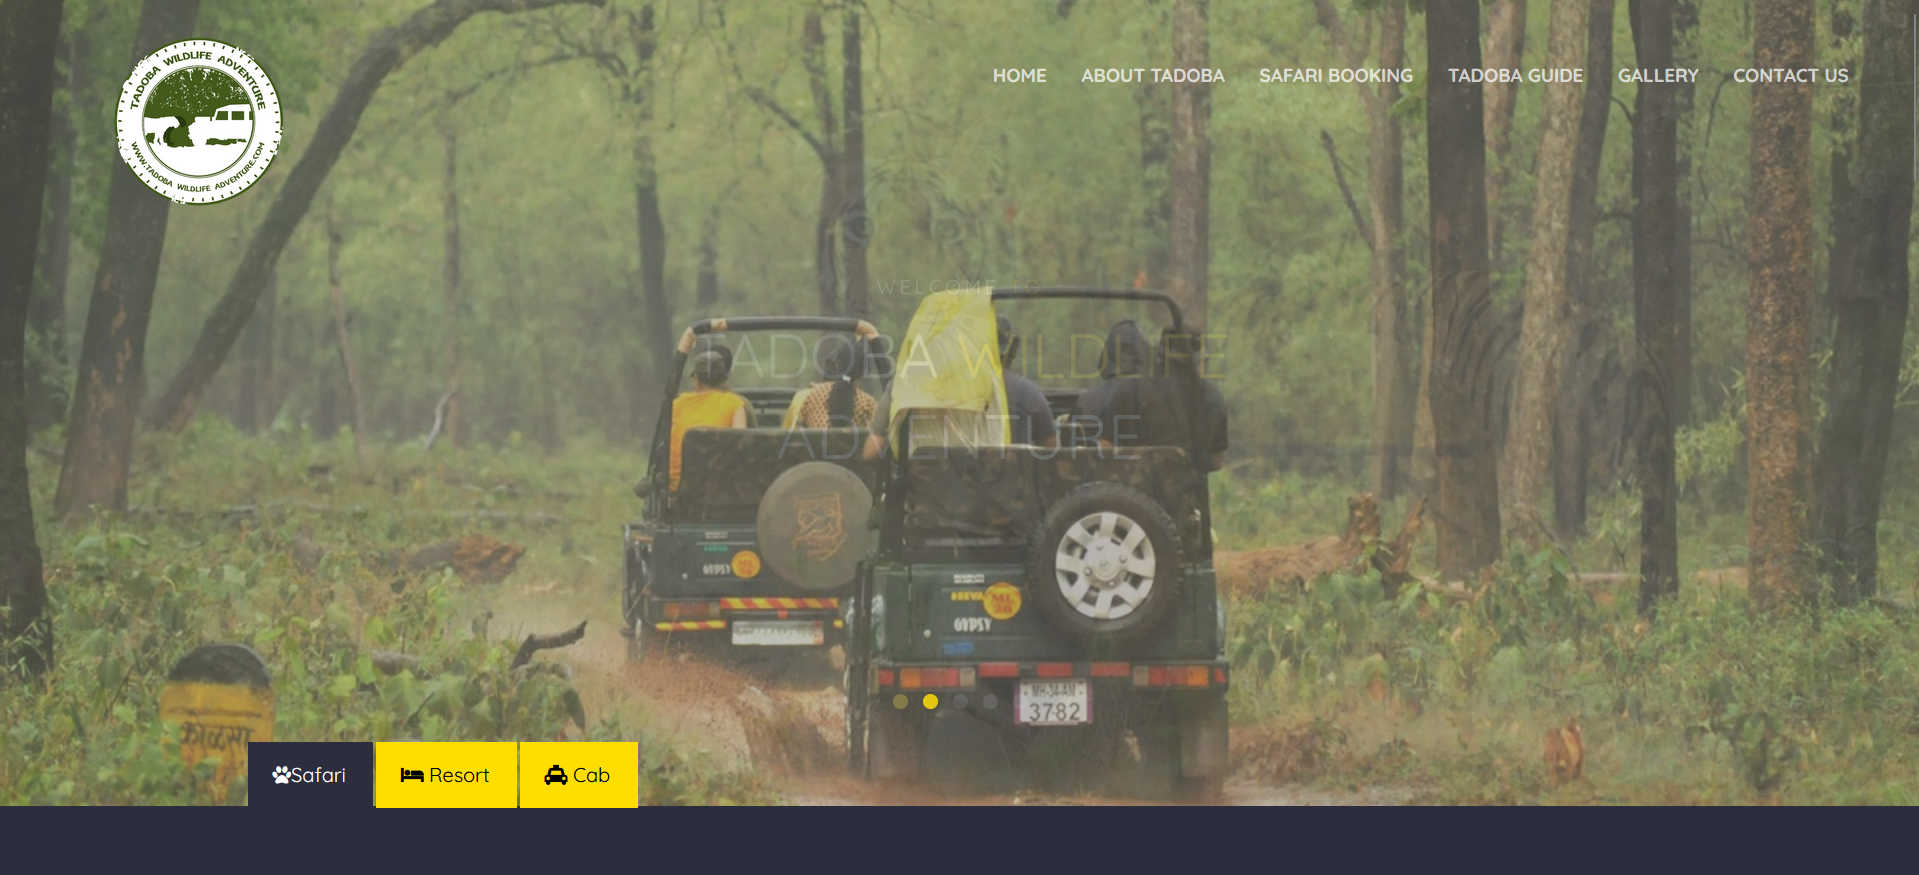 TADOBA WILDLIFE ADVENTURE
WWW.TADOBA WILDLIFE ADVENTURE.COM
HOME ABOUT TADOBA SAFARI BOOKING TADOBA GUIDE GALLERY CONTACT US
WELCOME TO
TADOBA WILDLIFE
ADVENTURE
GYPSY
GYPSY
MH-34-AM
3782
कोळसा
Safari Resort Cab